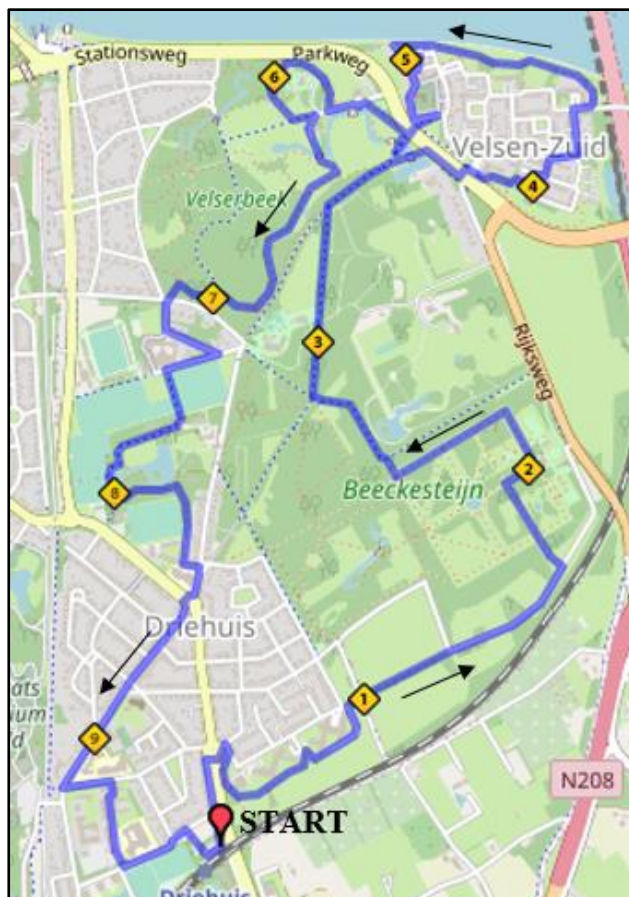 Stationsweg
Parkweg
5
6
Velsen-Zuid
4
Velserbeek
7
3
Rijksweg
2
Beeckesteijn
8
Driehuis
1
9
N208
START
Driehuis